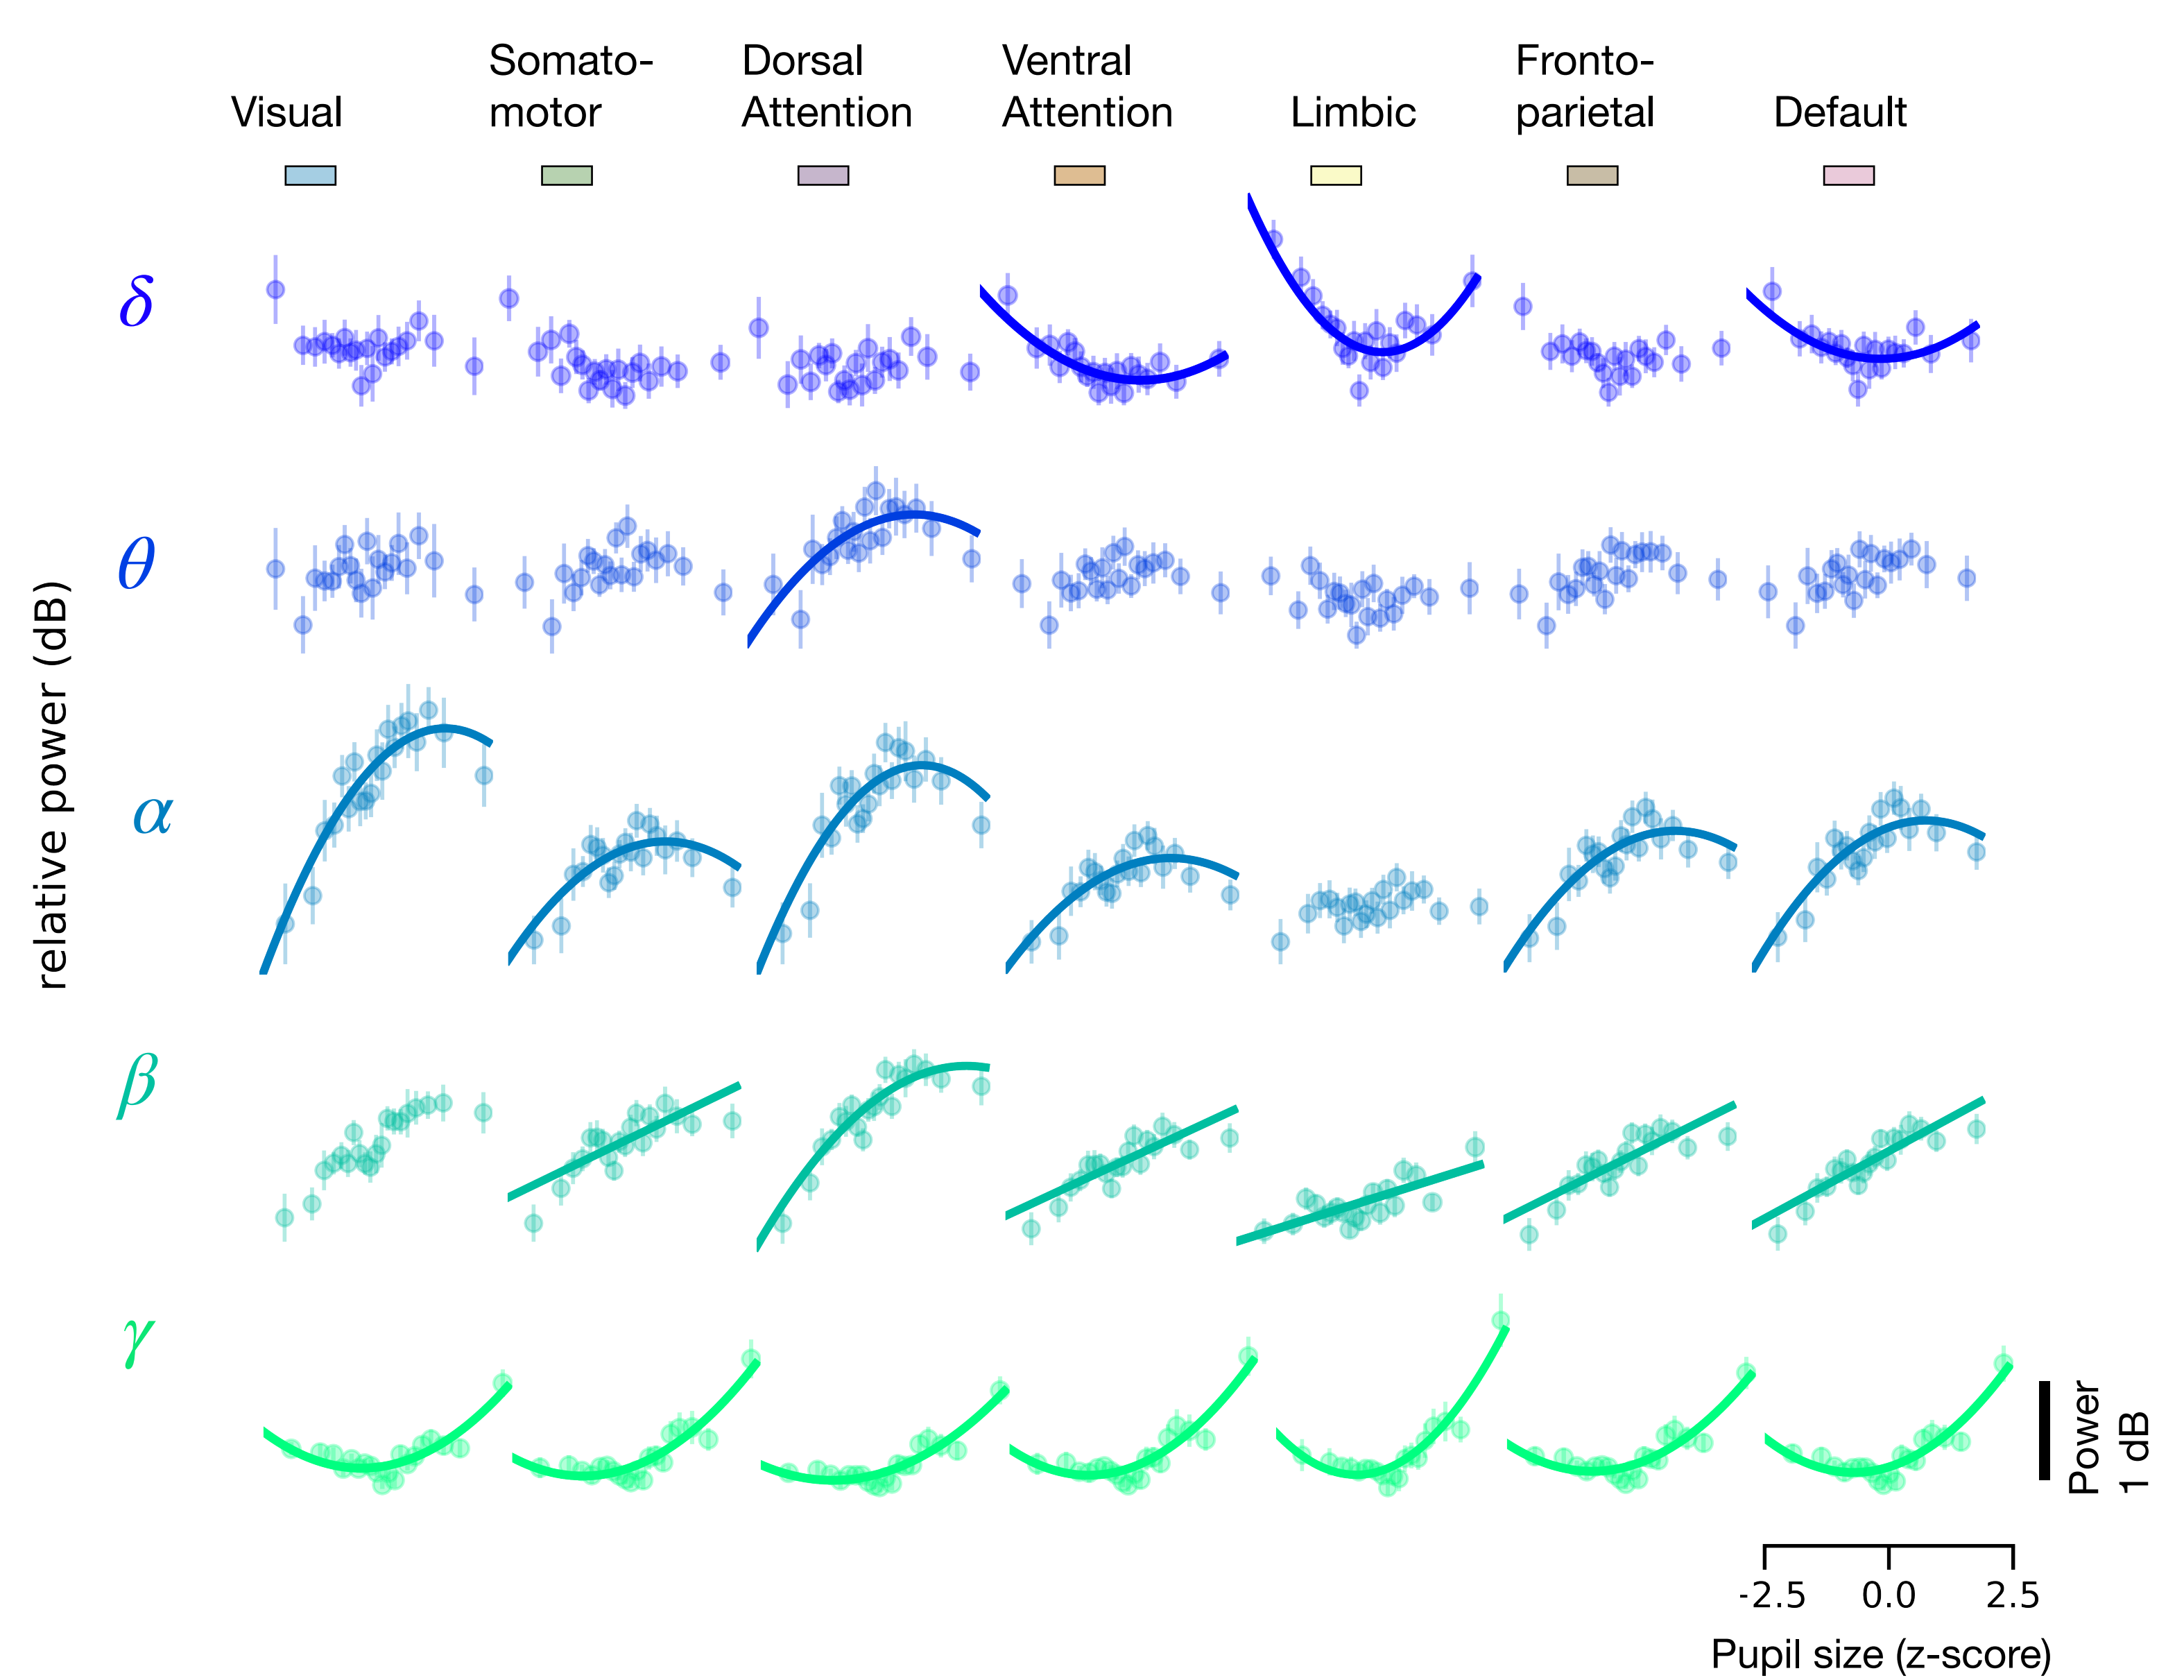 Visual
Somato-
motor
Dorsal
Attention
Ventral
Attention
Limbic
Fronto-
parietal
Default
δ
θ
α
β
γ
relative power (dB)
Power
1 dB
-2.5 0.0 2.5
Pupil size (z-score)